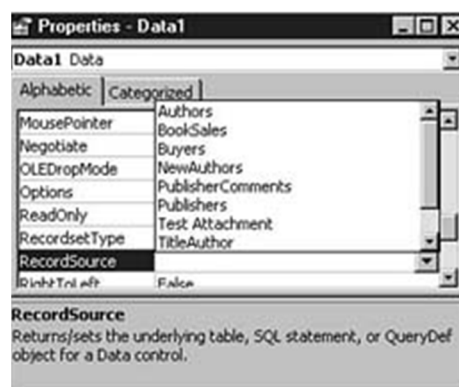 Properties - Data1
Data1 Data
Alphabetic Categorized
MousePointer
Negotiate
OLEDropMode
Options
ReadOnly
RecordsetType
RecordSource
RightToLeft False
Authors
BookSales
Buyers
NewAuthors
PublisherComments
Publishers
Test Attachment
TitleAuthor
RecordSource
Returns/sets the underlying table, SQL statement, or QueryDef
object for a Data control.